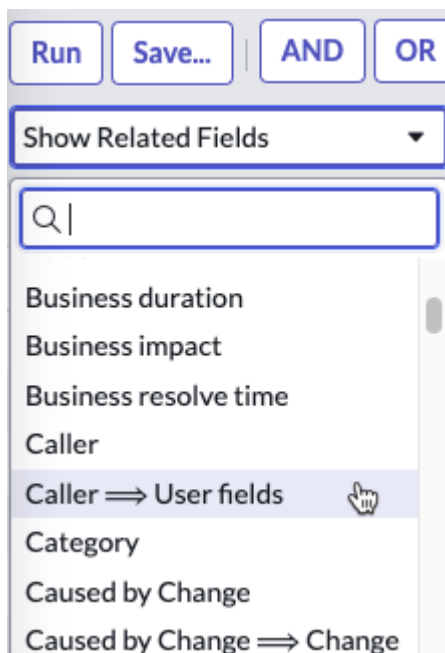 Run Save... AND OR
Show Related Fields
Business duration
Business impact
Business resolve time
Caller
Caller ⟹ User fields
Category
Caused by Change
Caused by Change ⟹ Change